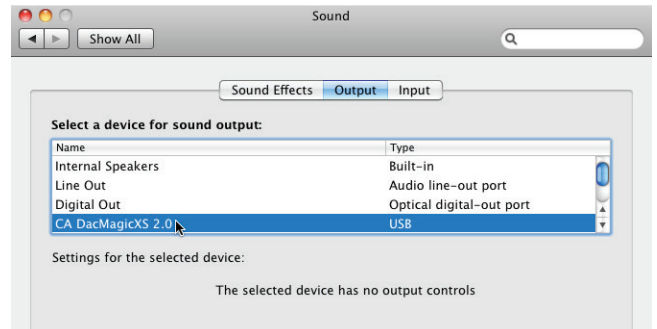 Sound
Show All
Sound Effects Output Input
Select a device for sound output:
Name Type
Internal Speakers Built-in
Line Out Audio line-out port
Digital Out Optical digital-out port
CA DacMagicXS 2.0 USB
Settings for the selected device:
The selected device has no output controls